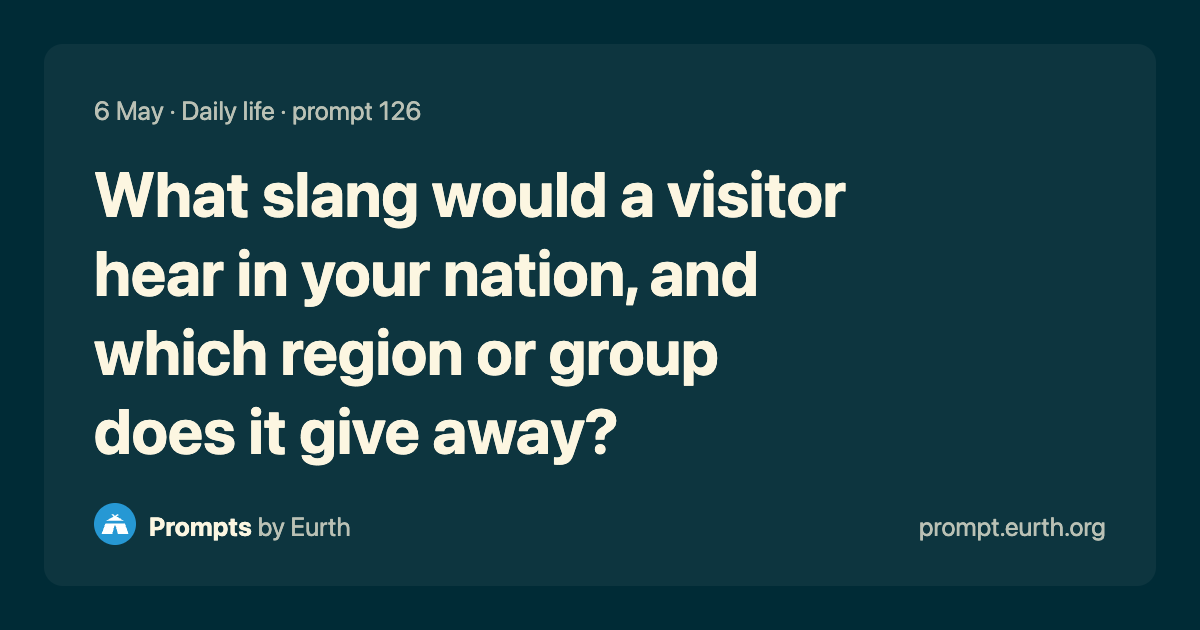 6 May · Daily life · prompt 126
What slang would a visitor
hear in your nation, and
which region or group
does it give away?
Prompts by Eurth
prompt.eurth.org